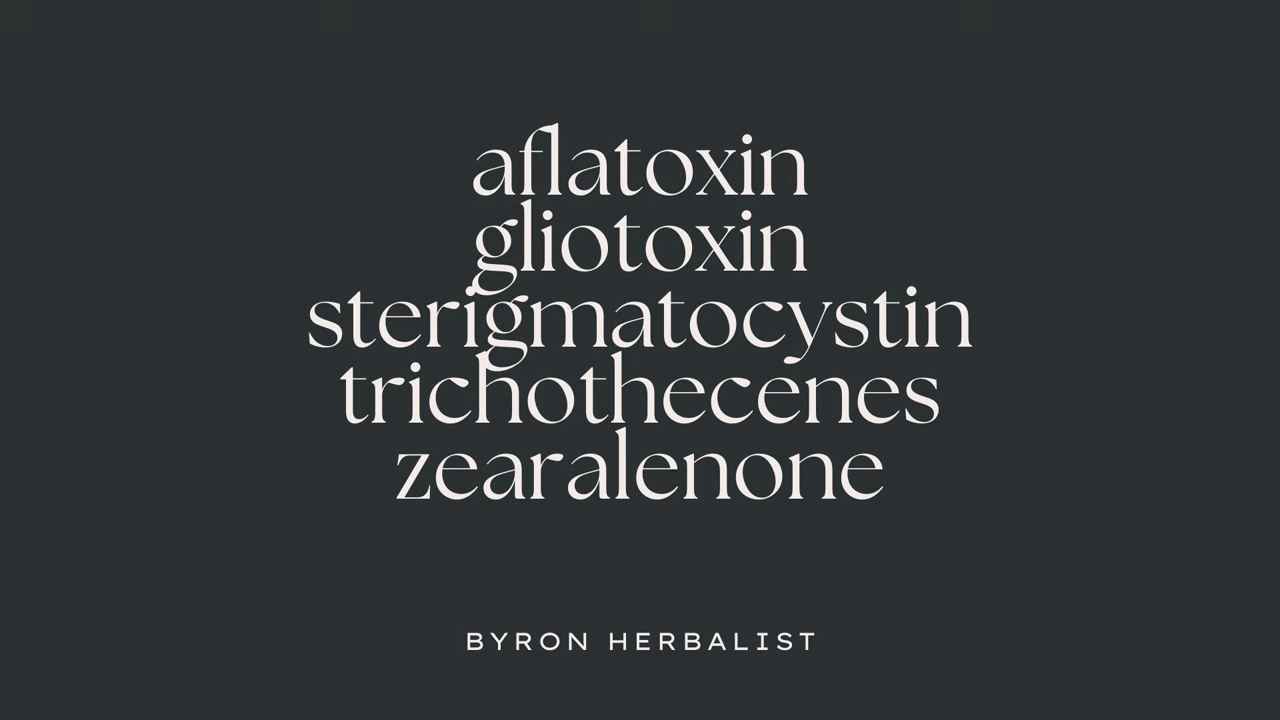 aflatoxin
gliotoxin
sterigmatocystin
trichothecenes
zearalenone
BYRON HERBALIST